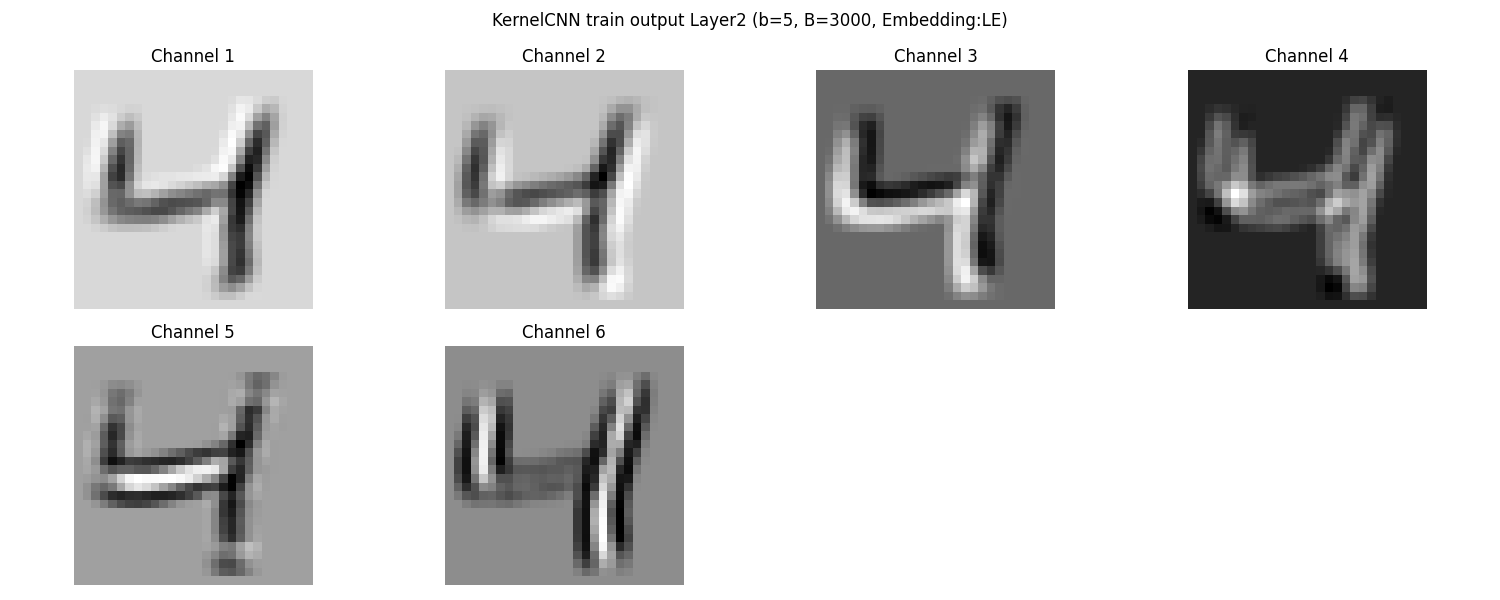 KernelCNN train output Layer2 (b=5, B=3000, Embedding:LE)
Channel 1
Channel 2
Channel 3
Channel 4
Channel 5
Channel 6